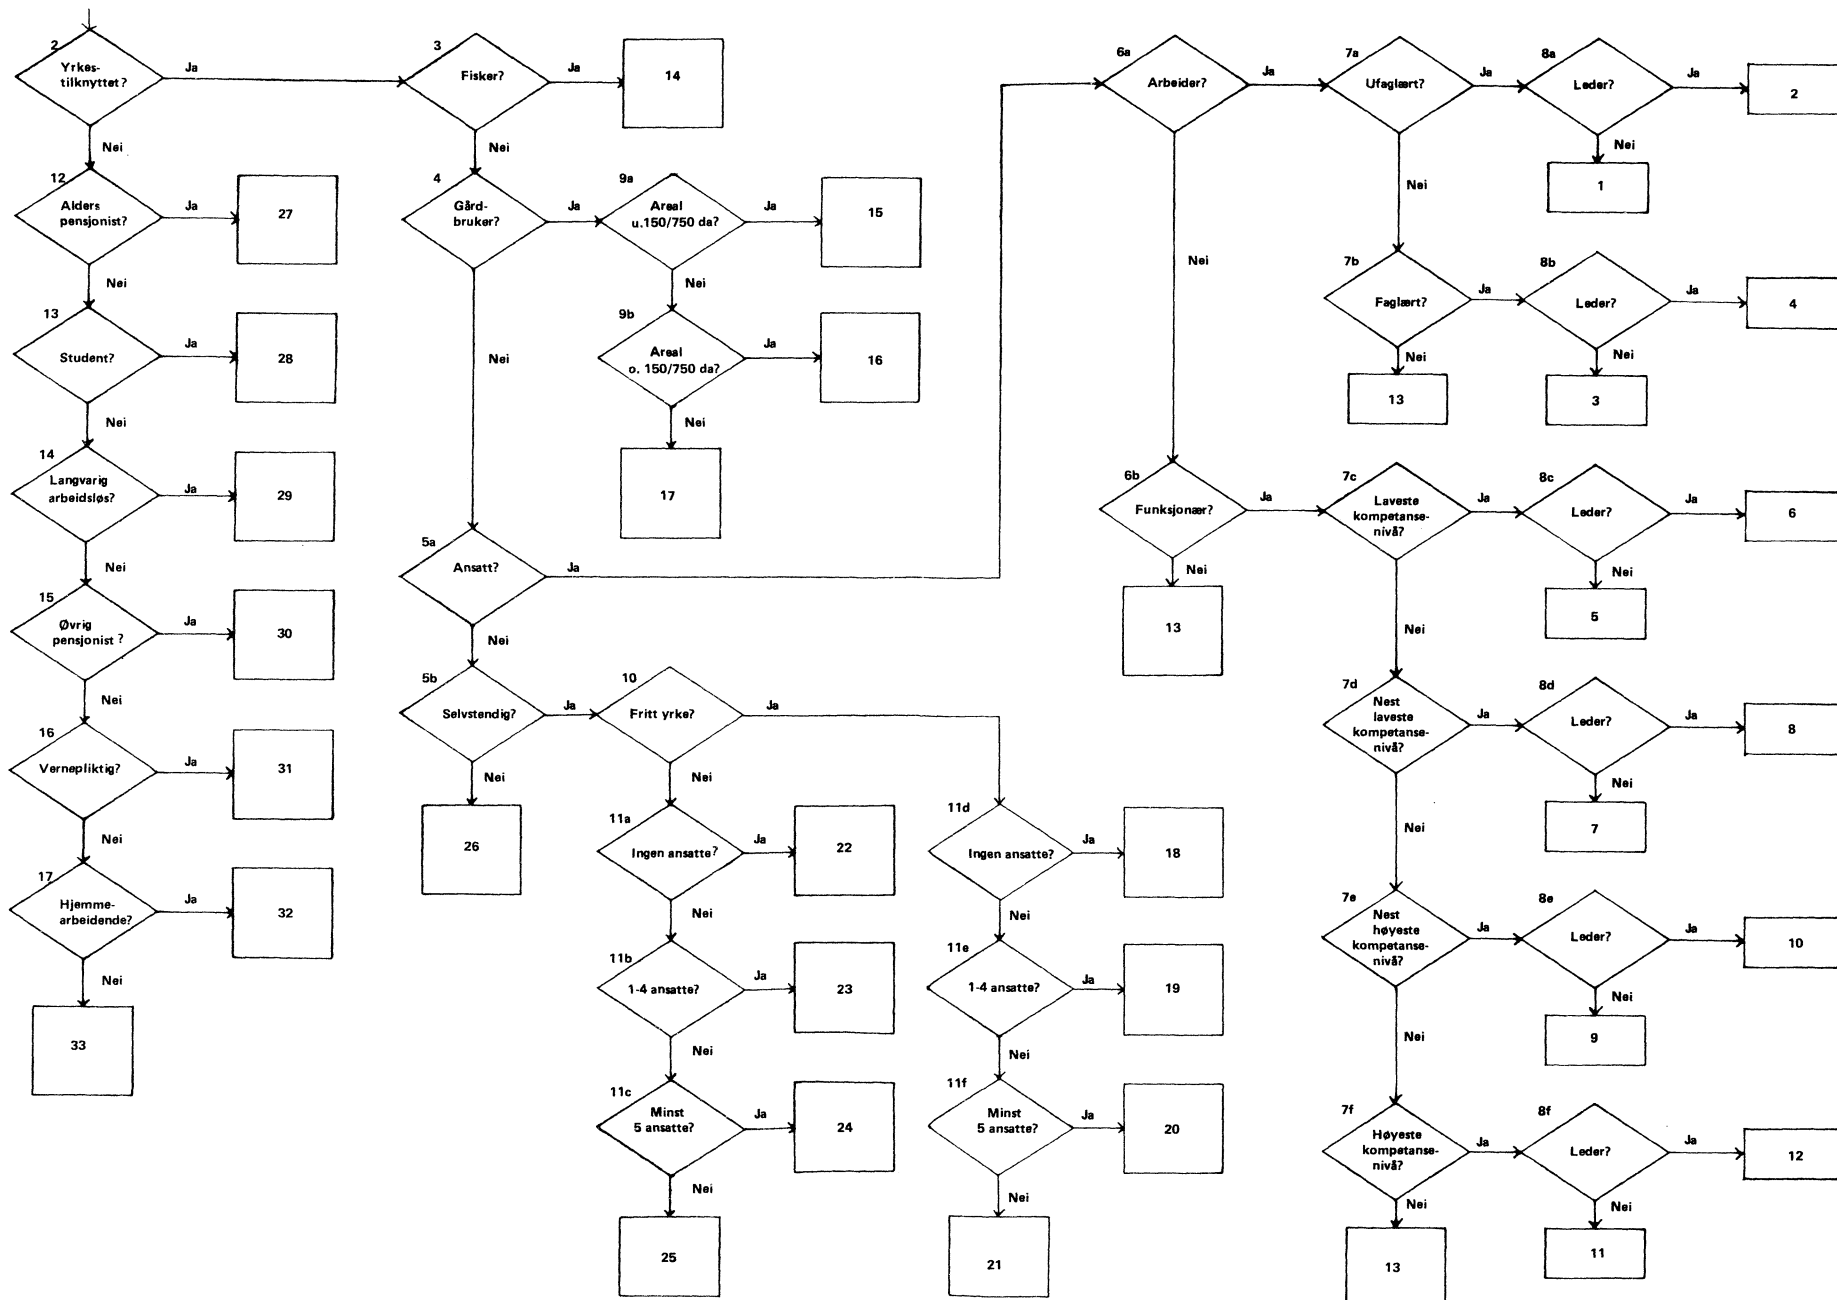 2
Yrkes-
tilknyttet?
Ja
Nei
12
Alders
pensjonist?
Ja
27
Nei
13
Student?
Ja
28
Nei
14
Langvarig
arbeidsløs?
Ja
29
Nei
15
Øvrig
pensjonist ?
Ja
30
Nei
16
Vernepliktig?
Ja
31
Nei
17
Hjemme-
arbeidende?
Ja
32
Nei
33
3
Fisker?
Ja
14
Nei
4
Gård-
bruker?
Ja
9a
Areal
u.150/750 da?
Ja
15
Nei
9b
Areal
o. 150/750 da?
Ja
16
Nei
17
Nei
5a
Ansatt?
Ja
Nei
5b
Selvstendig?
Ja
Nei
26
10
Fritt yrke?
Ja
Nei
11a
Ingen ansatte?
Ja
22
Nei
11b
1-4 ansatte?
Ja
23
Nei
11c
Minst
5 ansatte?
Ja
24
Nei
25
11d
Ingen ansatte?
Ja
18
Nei
11e
1-4 ansatte?
Ja
19
Nei
11f
Minst
5 ansatte?
Ja
20
Nei
21
6a
Arbeider?
Ja
Nei
7a
Ufaglært?
Ja
8a
Leder?
Ja
2
Nei
1
Nei
7b
Faglært?
Ja
8b
Leder?
Ja
4
Nei
3
Nei
13
6b
Funksjonær?
Ja
Nei
13
7c
Laveste
kompetanse-
nivå?
Ja
8c
Leder?
Ja
6
Nei
5
Nei
7d
Nest
laveste
kompetanse-
nivå?
Ja
8d
Leder?
Ja
8
Nei
7
Nei
7e
Nest
høyeste
kompetanse-
nivå?
Ja
8e
Leder?
Ja
10
Nei
9
Nei
7f
Høyeste
kompetanse-
nivå?
Ja
8f
Leder?
Ja
12
Nei
11
Nei
13